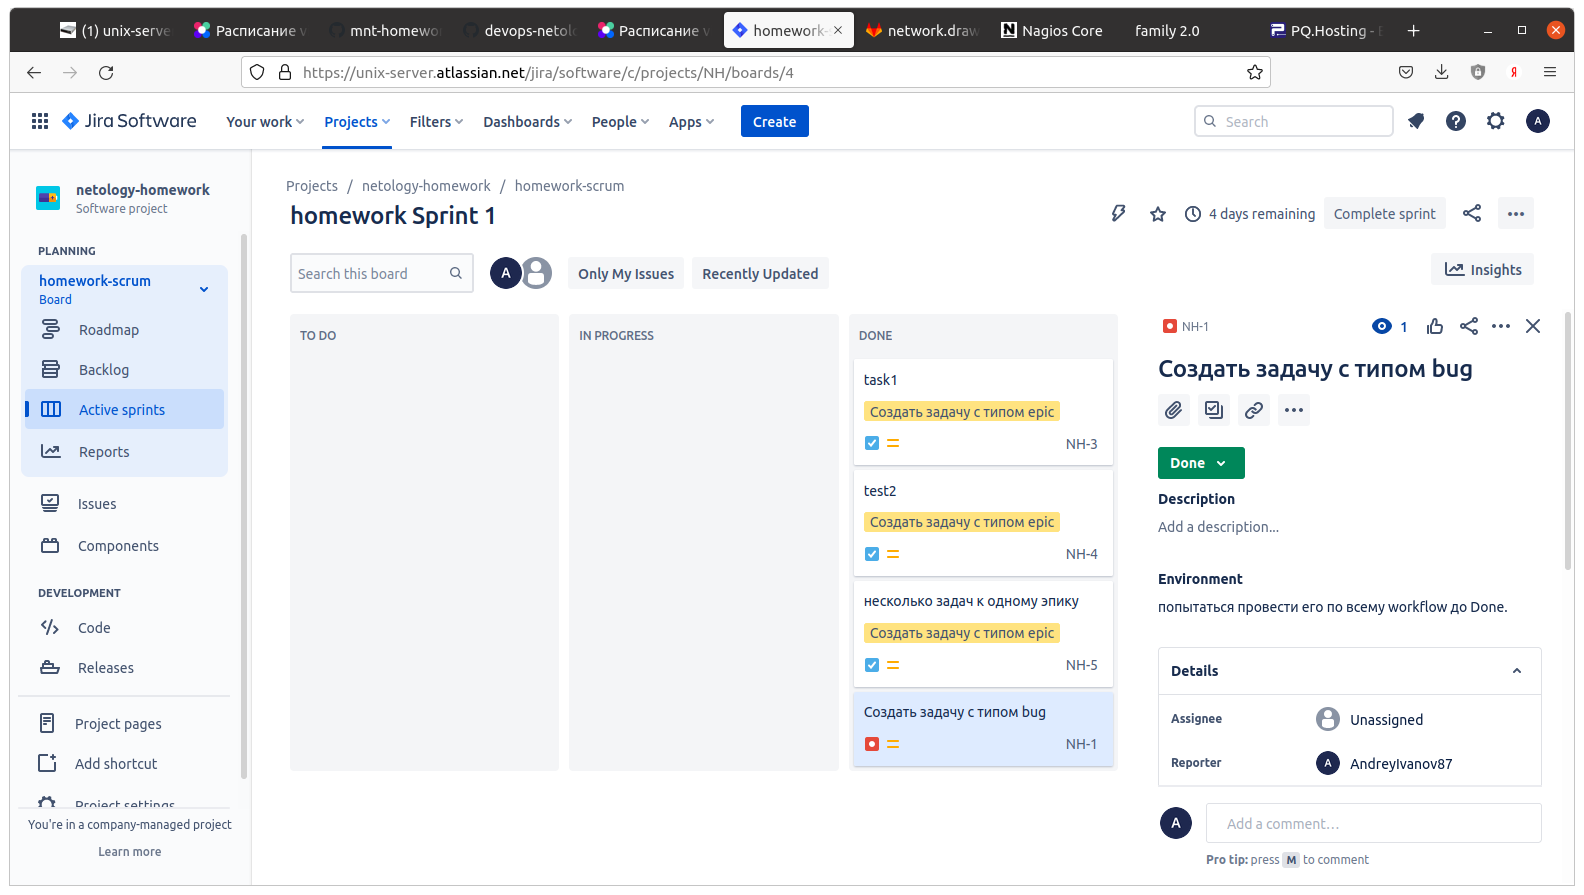 (1) unix-serve
Расписание
mnt-homewor
devops-netol
Расписание
homework-
network.draw
Nagios Core
family 2.0
PQ.Hosting -
https://unix-server.atlassian.net/jira/software/c/projects/NH/boards/4
Jira Software
Your work
Projects
Filters
Dashboards
People
Apps
Create
Search
A
netology-homework
Software project
PLANNING
homework-scrum
Board
Roadmap
Backlog
Active sprints
Reports
Issues
Components
DEVELOPMENT
Code
Releases
Project pages
Add shortcut
Project settings
You're in a company-managed project
Learn more
Projects / netology-homework / homework-scrum
homework Sprint 1
4 days remaining
Complete sprint
Search this board
A
Only My Issues
Recently Updated
Insights
TO DO
IN PROGRESS
DONE
task1
Создать задачу с типом epic
NH-3
test2
Создать задачу с типом epic
NH-4
несколько задач к одному эпику
Создать задачу с типом epic
NH-5
Создать задачу с типом bug
NH-1
NH-1
1
Создать задачу с типом bug
Done
Description
Add a description...
Environment
попытаться провести его по всему workflow до Done.
Details
Assignee
Unassigned
Reporter
A
AndreyIvanov87
A
Add a comment…
Pro tip: press M to comment